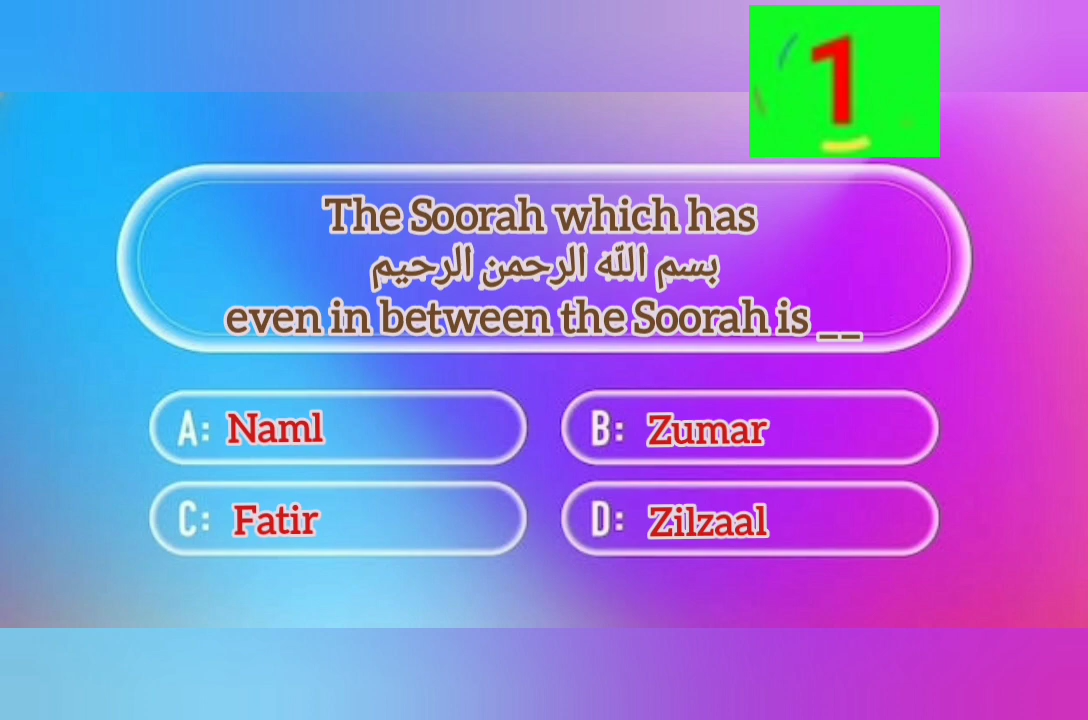 1
The Soorah which has
بسم الله الرحمن الرحيم
even in between the Soorah is __
A: Naml
B: Zumar
C: Fatir
D: Zilzaal